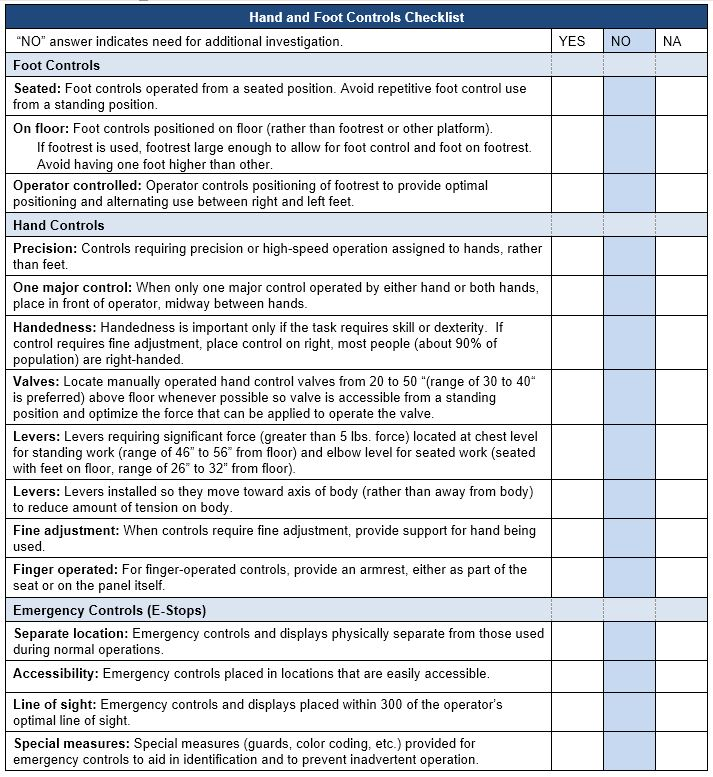 Hand and Foot Controls Checklist
“NO” answer indicates need for additional investigation. YES NO NA
Foot Controls
Seated: Foot controls operated from a seated position. Avoid repetitive foot control use
from a standing position.
On floor: Foot controls positioned on floor (rather than footrest or other platform).
If footrest is used, footrest large enough to allow for foot control and foot on footrest.
Avoid having one foot higher than other.
Operator controlled: Operator controls positioning of footrest to provide optimal
positioning and alternating use between right and left feet.
Hand Controls
Precision: Controls requiring precision or high-speed operation assigned to hands, rather
than feet.
One major control: When only one major control operated by either hand or both hands,
place in front of operator, midway between hands.
Handedness: Handedness is important only if the task requires skill or dexterity. If
control requires fine adjustment, place control on right, most people (about 90% of
population) are right-handed.
Valves: Locate manually operated hand control valves from 20 to 50 “(range of 30 to 40“
is preferred) above floor whenever possible so valve is accessible from a standing
position and optimize the force that can be applied to operate the valve.
Levers: Levers requiring significant force (greater than 5 lbs. force) located at chest level
for standing work (range of 46” to 56” from floor) and elbow level for seated work (seated
with feet on floor, range of 26” to 32” from floor).
Levers: Levers installed so they move toward axis of body (rather than away from body)
to reduce amount of tension on body.
Fine adjustment: When controls require fine adjustment, provide support for hand being
used.
Finger operated: For finger-operated controls, provide an armrest, either as part of the
seat or on the panel itself.
Emergency Controls (E-Stops)
Separate location: Emergency controls and displays physically separate from those used
during normal operations.
Accessibility: Emergency controls placed in locations that are easily accessible.
Line of sight: Emergency controls and displays placed within 300 of the operator’s
optimal line of sight.
Special measures: Special measures (guards, color coding, etc.) provided for
emergency controls to aid in identification and to prevent inadvertent operation.